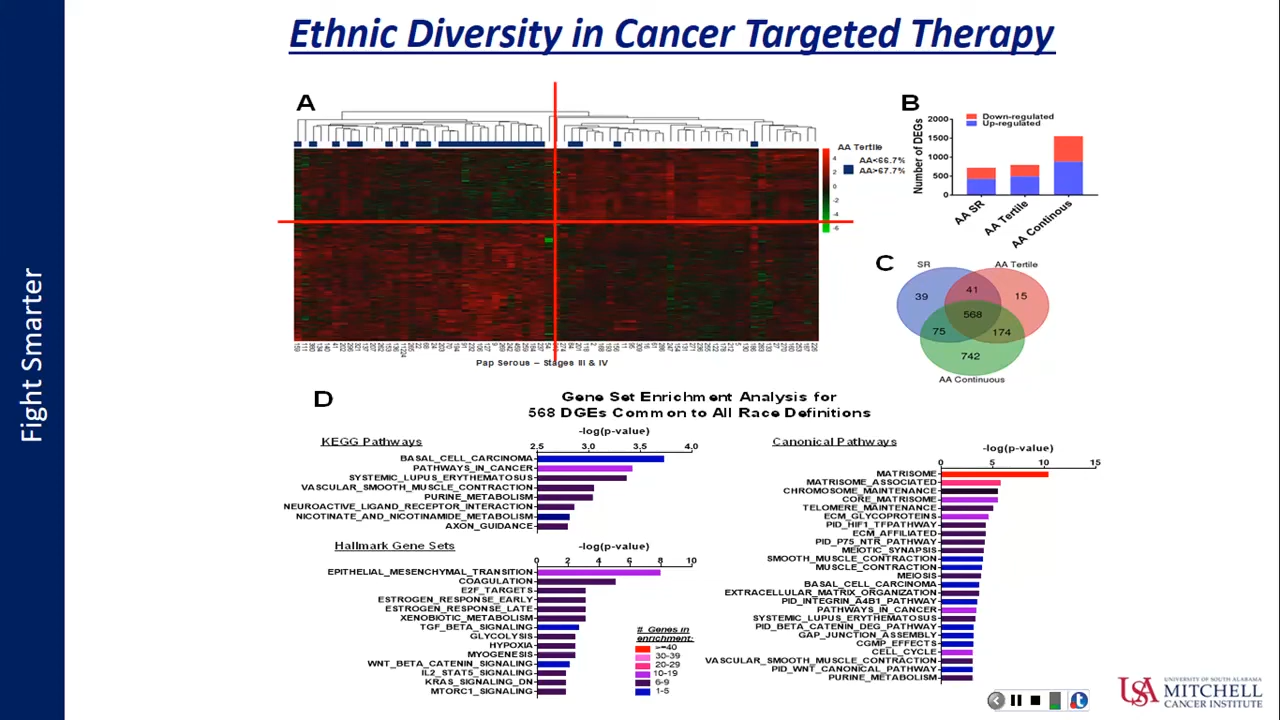 Ethnic Diversity in Cancer Targeted Therapy
Fight Smarter
A
AA Tertile
AA<66.7%
AA>67.7%
4
2
0
-2
-4
-6
Pap Serous – Stages III & IV
B
Down-regulated
Up-regulated
Number of DEGs
2000
1500
1000
500
0
AA SR
AA Tertile
AA Continous
C
SR
AA Tertile
39
41
15
568
75
174
742
AA Continuous
D
Gene Set Enrichment Analysis for
568 DGEs Common to All Race Definitions
KEGG Pathways
-log(p-value)
2.5 3.0 3.5 4.0
BASAL_CELL_CARCINOMA
PATHWAYS_IN_CANCER
SYSTEMIC_LUPUS_ERYTHEMATOSUS
VASCULAR_SMOOTH_MUSCLE_CONTRACTION
PURINE_METABOLISM
NEUROACTIVE_LIGAND_RECEPTOR_INTERACTION
NICOTINATE_AND_NICOTINAMIDE_METABOLISM
AXON_GUIDANCE
Hallmark Gene Sets
-log(p-value)
0 2 4 6 8 10
EPITHELIAL_MESENCHYMAL_TRANSITION
COAGULATION
E2F_TARGETS
ESTROGEN_RESPONSE_EARLY
ESTROGEN_RESPONSE_LATE
XENOBIOTIC_METABOLISM
TGF_BETA_SIGNALING
GLYCOLYSIS
HYPOXIA
MYOGENESIS
WNT_BETA_CATENIN_SIGNALING
IL2_STAT5_SIGNALING
KRAS_SIGNALING_DN
MTORC1_SIGNALING
# Genes in
enrichment:
>=40
30-39
20-29
10-19
6-9
1-5
Canonical Pathways
-log(p-value)
0 5 10 15
MATRISOME
MATRISOME_ASSOCIATED
CHROMOSOME_MAINTENANCE
CORE_MATRISOME
TELOMERE_MAINTENANCE
ECM_GLYCOPROTEINS
PID_HIF1_TFPATHWAY
ECM_AFFILIATED
PID_P75_NTR_PATHWAY
MEIOTIC_SYNAPSIS
SMOOTH_MUSCLE_CONTRACTION
MUSCLE_CONTRACTION
MEIOSIS
BASAL_CELL_CARCINOMA
EXTRACELLULAR_MATRIX_ORGANIZATION
PID_INTEGRIN_A4B1_PATHWAY
PATHWAYS_IN_CANCER
SYSTEMIC_LUPUS_ERYTHEMATOSUS
PID_BETA_CATENIN_DEG_PATHWAY
GAP_JUNCTION_ASSEMBLY
CGMP_EFFECTS
CELL_CYCLE
VASCULAR_SMOOTH_MUSCLE_CONTRACTION
PID_WNT_CANONICAL_PATHWAY
PURINE_METABOLISM
USA
UNIVERSITY OF SOUTH ALABAMA
MITCHELL
CANCER INSTITUTE